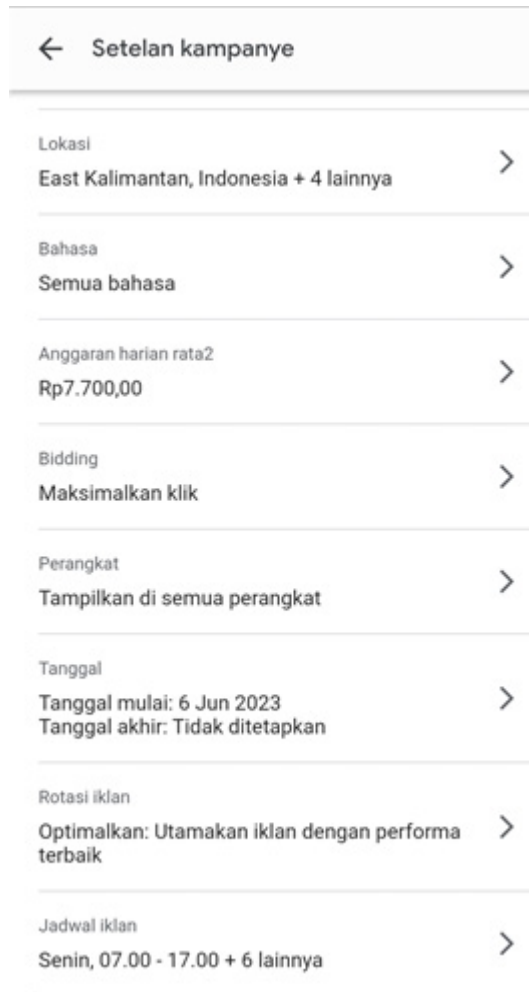 Setelan kampanye
Lokasi
East Kalimantan, Indonesia + 4 lainnya
Bahasa
Semua bahasa
Anggaran harian rata2
Rp7.700,00
Bidding
Maksimalkan klik
Perangkat
Tampilkan di semua perangkat
Tanggal
Tanggal mulai: 6 Jun 2023
Tanggal akhir: Tidak ditetapkan
Rotasi iklan
Optimalkan: Utamakan iklan dengan performa
terbaik
Jadwal iklan
Senin, 07.00 - 17.00 + 6 lainnya